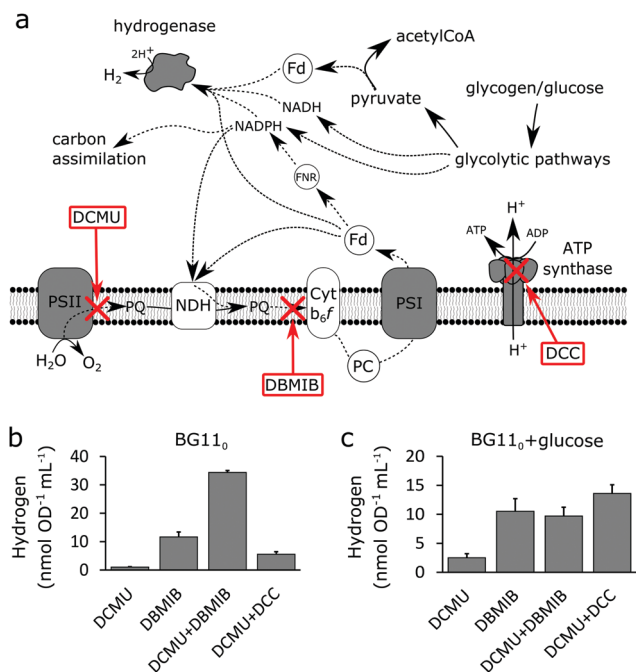 a
hydrogenase
2H⁺
H₂
Fd
acetylCoA
pyruvate
glycogen/glucose
NADH
NADPH
carbon
assimilation
glycolytic pathways
FNR
DCMU
Fd
H⁺
ATP
ADP
ATP
synthase
PSII
PQ
NDH
PQ
Cyt
b₆f
PSI
H₂O
O₂
DBMIB
PC
H⁺
DCC
b
BG11₀
Hydrogen
(nmol OD⁻¹ mL⁻¹)
40
30
20
10
0
DCMU
DBMIB
DCMU+DBMIB
DCMU+DCC
c
BG11₀+glucose
Hydrogen
(nmol OD⁻¹ mL⁻¹)
20
15
10
5
0
DCMU
DBMIB
DCMU+DBMIB
DCMU+DCC